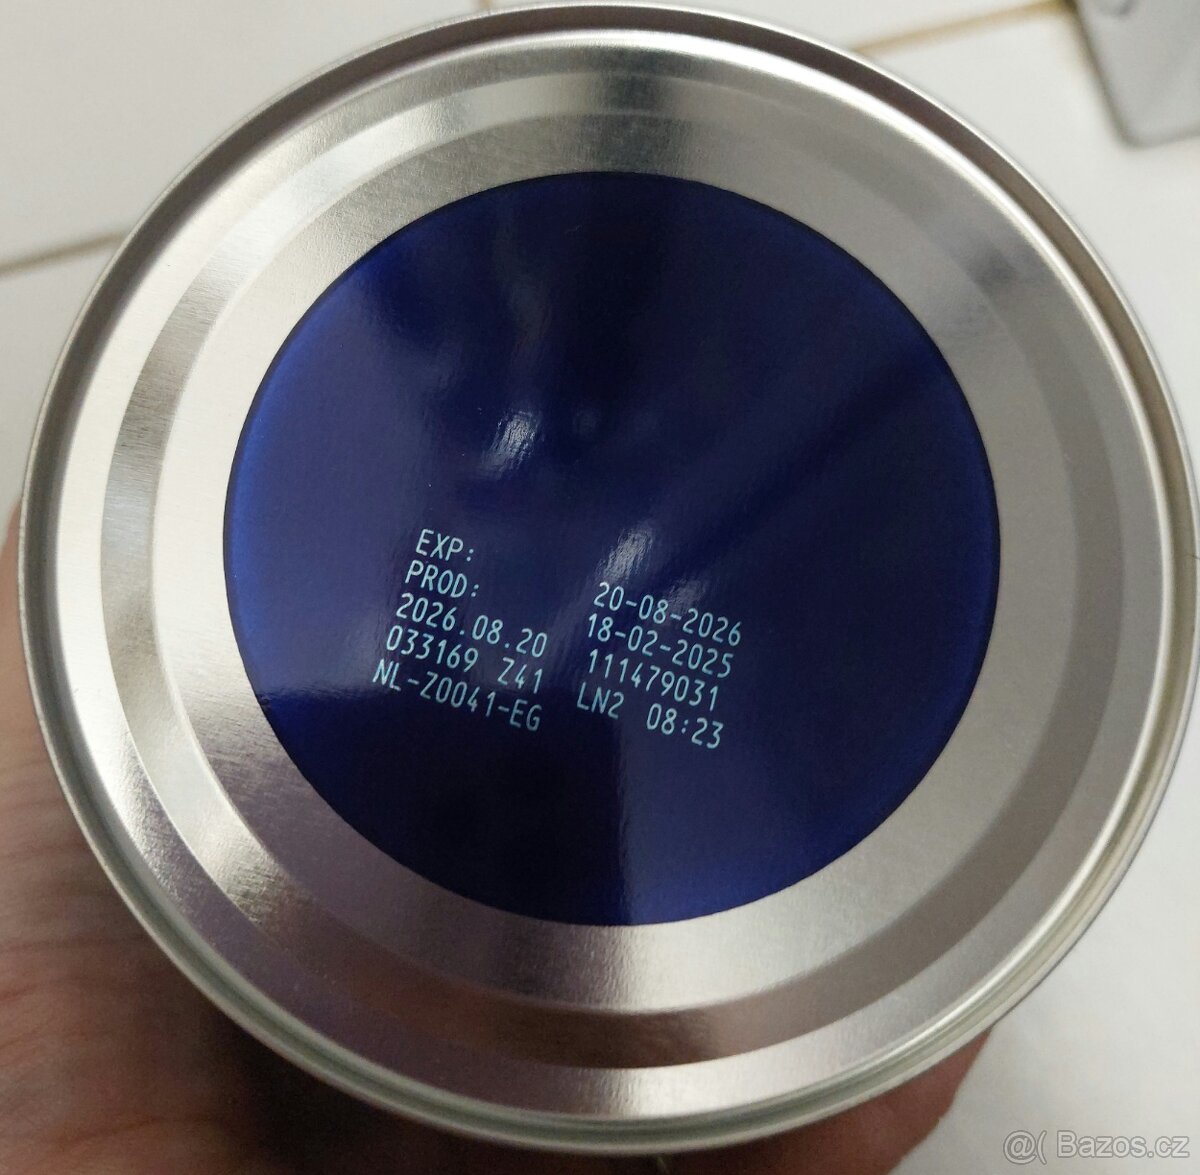 EXP: 20-08-2026
PROD: 18-02-2025
2026.08.20 111479031
033169 Z41 LN2 08:23
NL-Z0041-EG
@( Bazos.cz